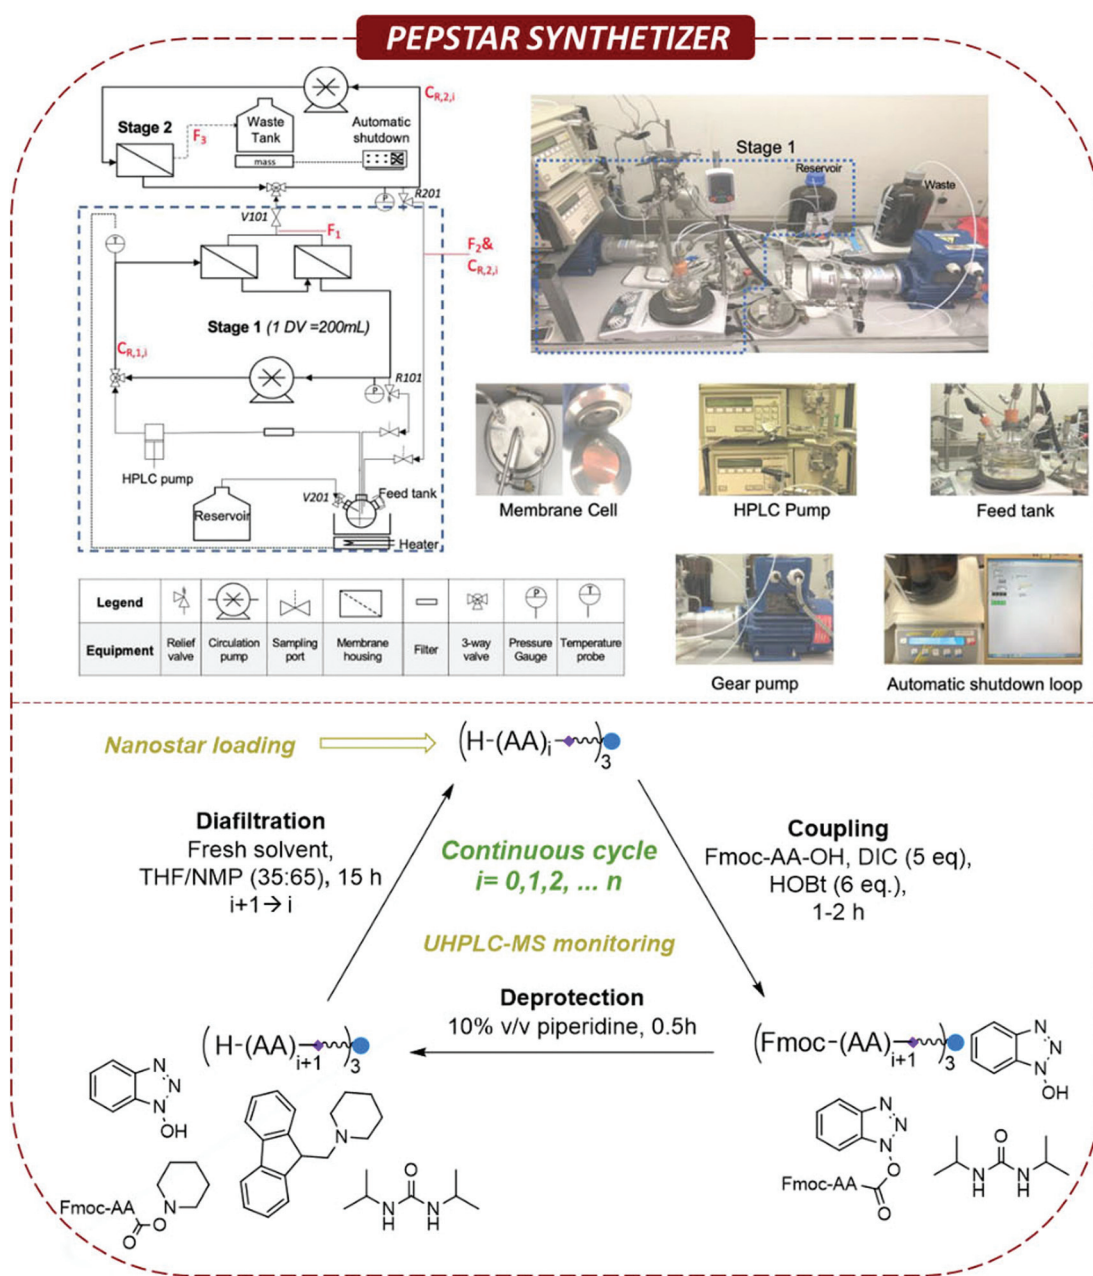 PEPSTAR SYNTHETIZER
C_R,2,i
Stage 2
F_3
Waste
Tank
Automatic
shutdown
mass
P
R201
V101
F_1
T
F_2&
C_R,2,i
Stage 1 (1 DV =200mL)
C_R,1,i
P
R101
HPLC pump
Reservoir
V201
Feed tank
Heater
Stage 1
Reservoir
Waste
Membrane Cell
HPLC Pump
Feed tank
Gear pump
Automatic shutdown loop
Legend
P
T
Equipment
Relief
valve
Circulation
pump
Sampling
port
Membrane
housing
Filter
3-way
valve
Pressure
Gauge
Temperature
probe
Nanostar loading
(H-(AA)i )3
Diafiltration
Fresh solvent,
THF/NMP (35:65), 15 h
i+1→ i
Continuous cycle
i= 0,1,2, ... n
Coupling
Fmoc-AA-OH, DIC (5 eq),
HOBt (6 eq.),
1-2 h
UHPLC-MS monitoring
Deprotection
10% v/v piperidine, 0.5h
(H-(AA)i+1 )3
(Fmoc-(AA)i+1 )3
N
N
N
OH
N
Fmoc-AA
O
O
N
O
N
H
N
H
N
N
N
OH
N
N
N
O
Fmoc-AA
O
O
N
H
N
H